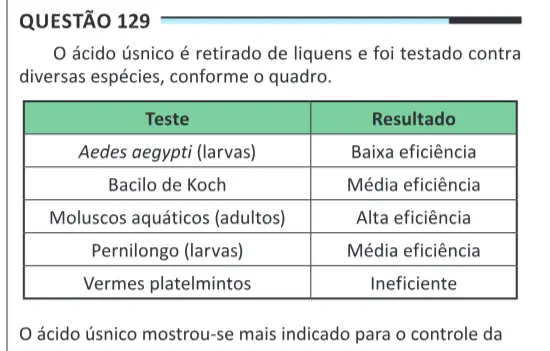 QUESTÃO 129
O ácido úsnico é retirado de liquens e foi testado contra
diversas espécies, conforme o quadro.
Teste Resultado
Aedes aegypti (larvas) Baixa eficiência
Bacilo de Koch Média eficiência
Moluscos aquáticos (adultos) Alta eficiência
Pernilongo (larvas) Média eficiência
Vermes platelmintos Ineficiente
O ácido úsnico mostrou-se mais indicado para o controle da